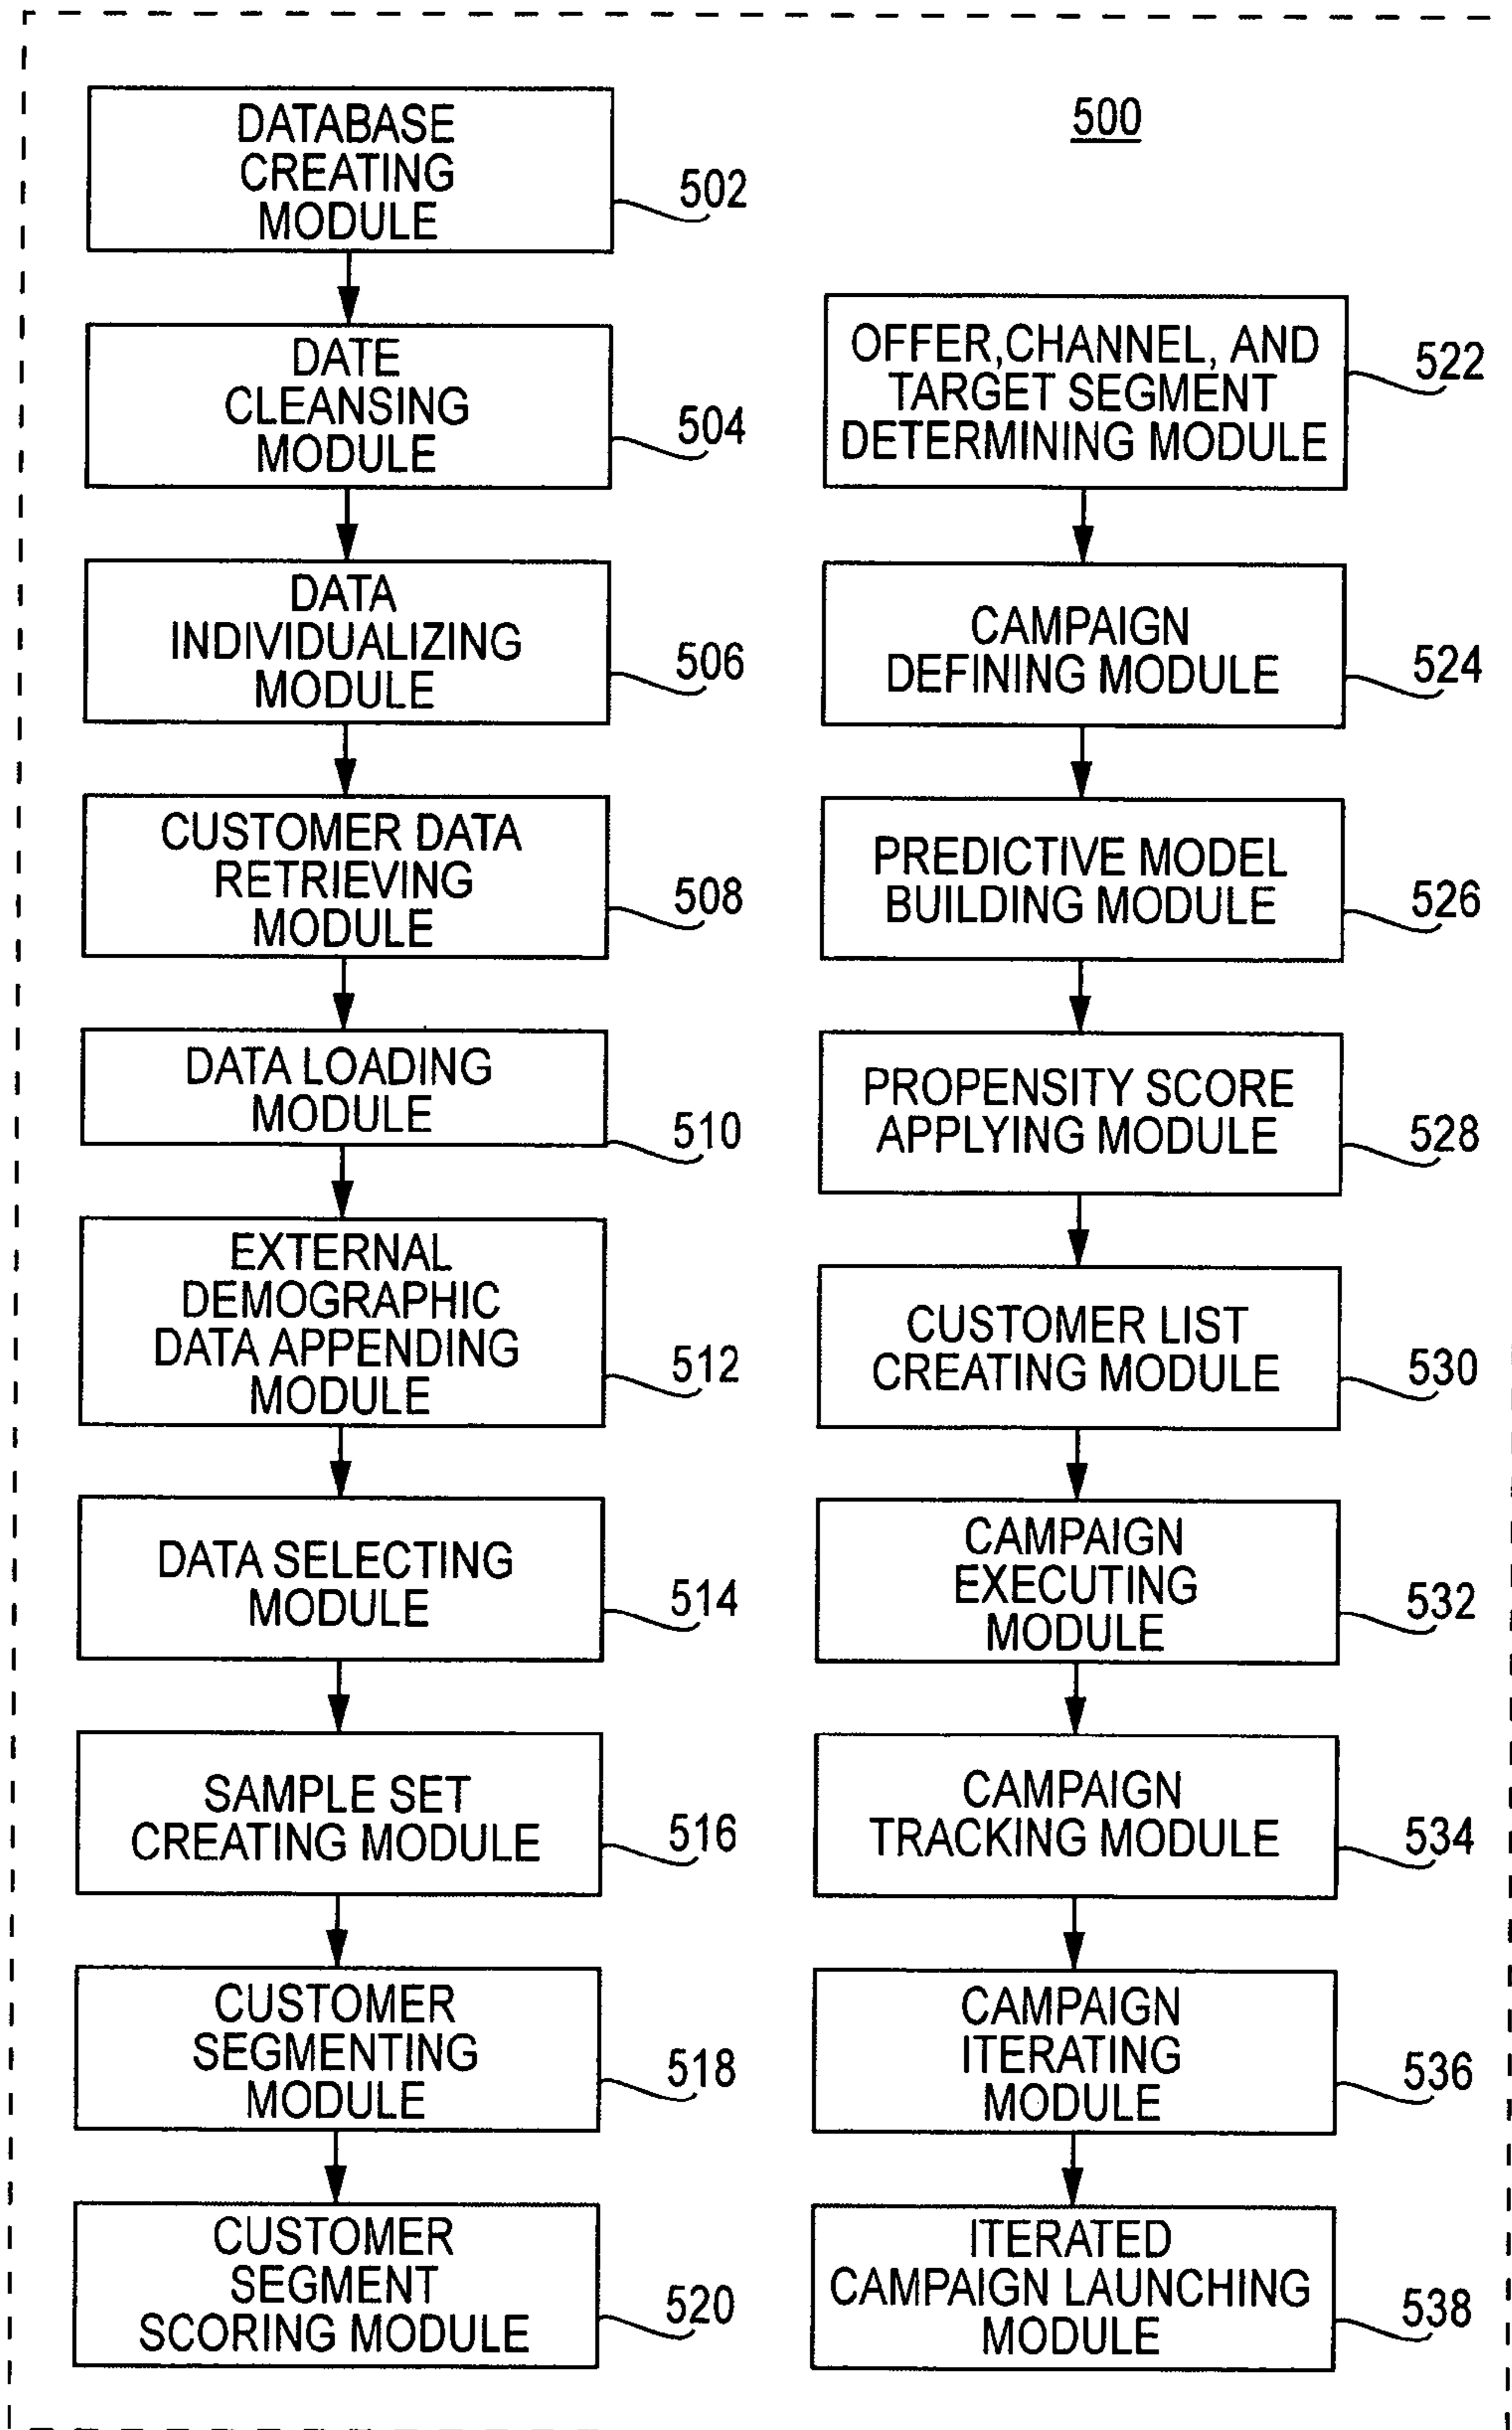 500
DATABASE
CREATING
MODULE
502
DATE
CLEANSING
MODULE
504
DATA
INDIVIDUALIZING
MODULE
506
CUSTOMER DATA
RETRIEVING
MODULE
508
DATA LOADING
MODULE
510
EXTERNAL
DEMOGRAPHIC
DATA APPENDING
MODULE
512
DATA SELECTING
MODULE
514
SAMPLE SET
CREATING MODULE
516
CUSTOMER
SEGMENTING
MODULE
518
CUSTOMER
SEGMENT
SCORING MODULE
520
OFFER, CHANNEL, AND
TARGET SEGMENT
DETERMINING MODULE
522
CAMPAIGN
DEFINING MODULE
524
PREDICTIVE MODEL
BUILDING MODULE
526
PROPENSITY SCORE
APPLYING MODULE
528
CUSTOMER LIST
CREATING MODULE
530
CAMPAIGN
EXECUTING
MODULE
532
CAMPAIGN
TRACKING MODULE
534
CAMPAIGN
ITERATING
MODULE
536
ITERATED
CAMPAIGN LAUNCHING
MODULE
538